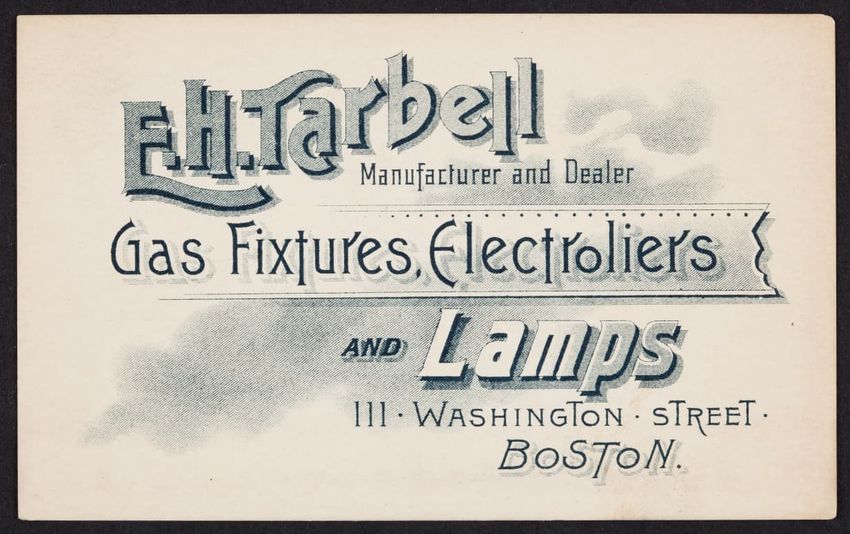 E.H. Tarbell
Manufacturer and Dealer
Gas Fixtures, Electroliers
AND Lamps
111 · WASHINGTON · STREET ·
BOSTON.